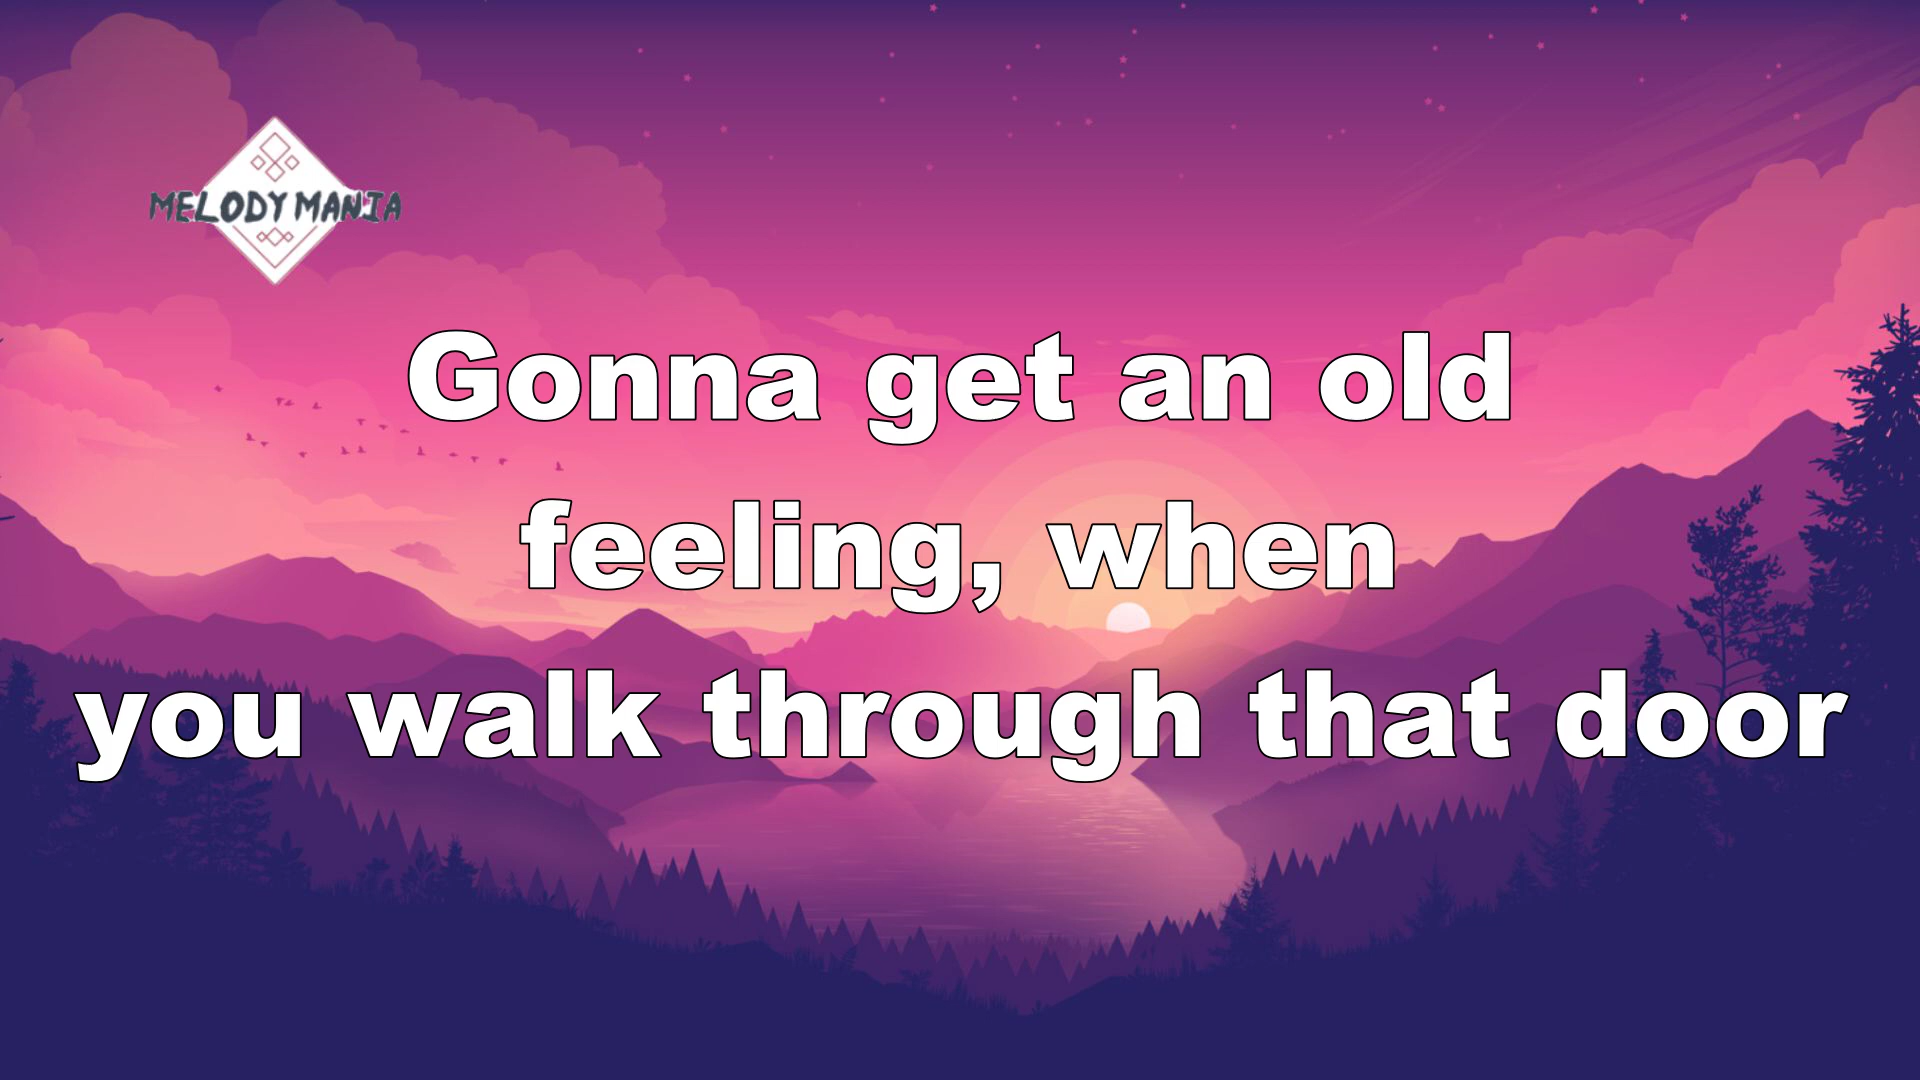 MELODY MANIA
Gonna get an old
feeling, when
you walk through that door